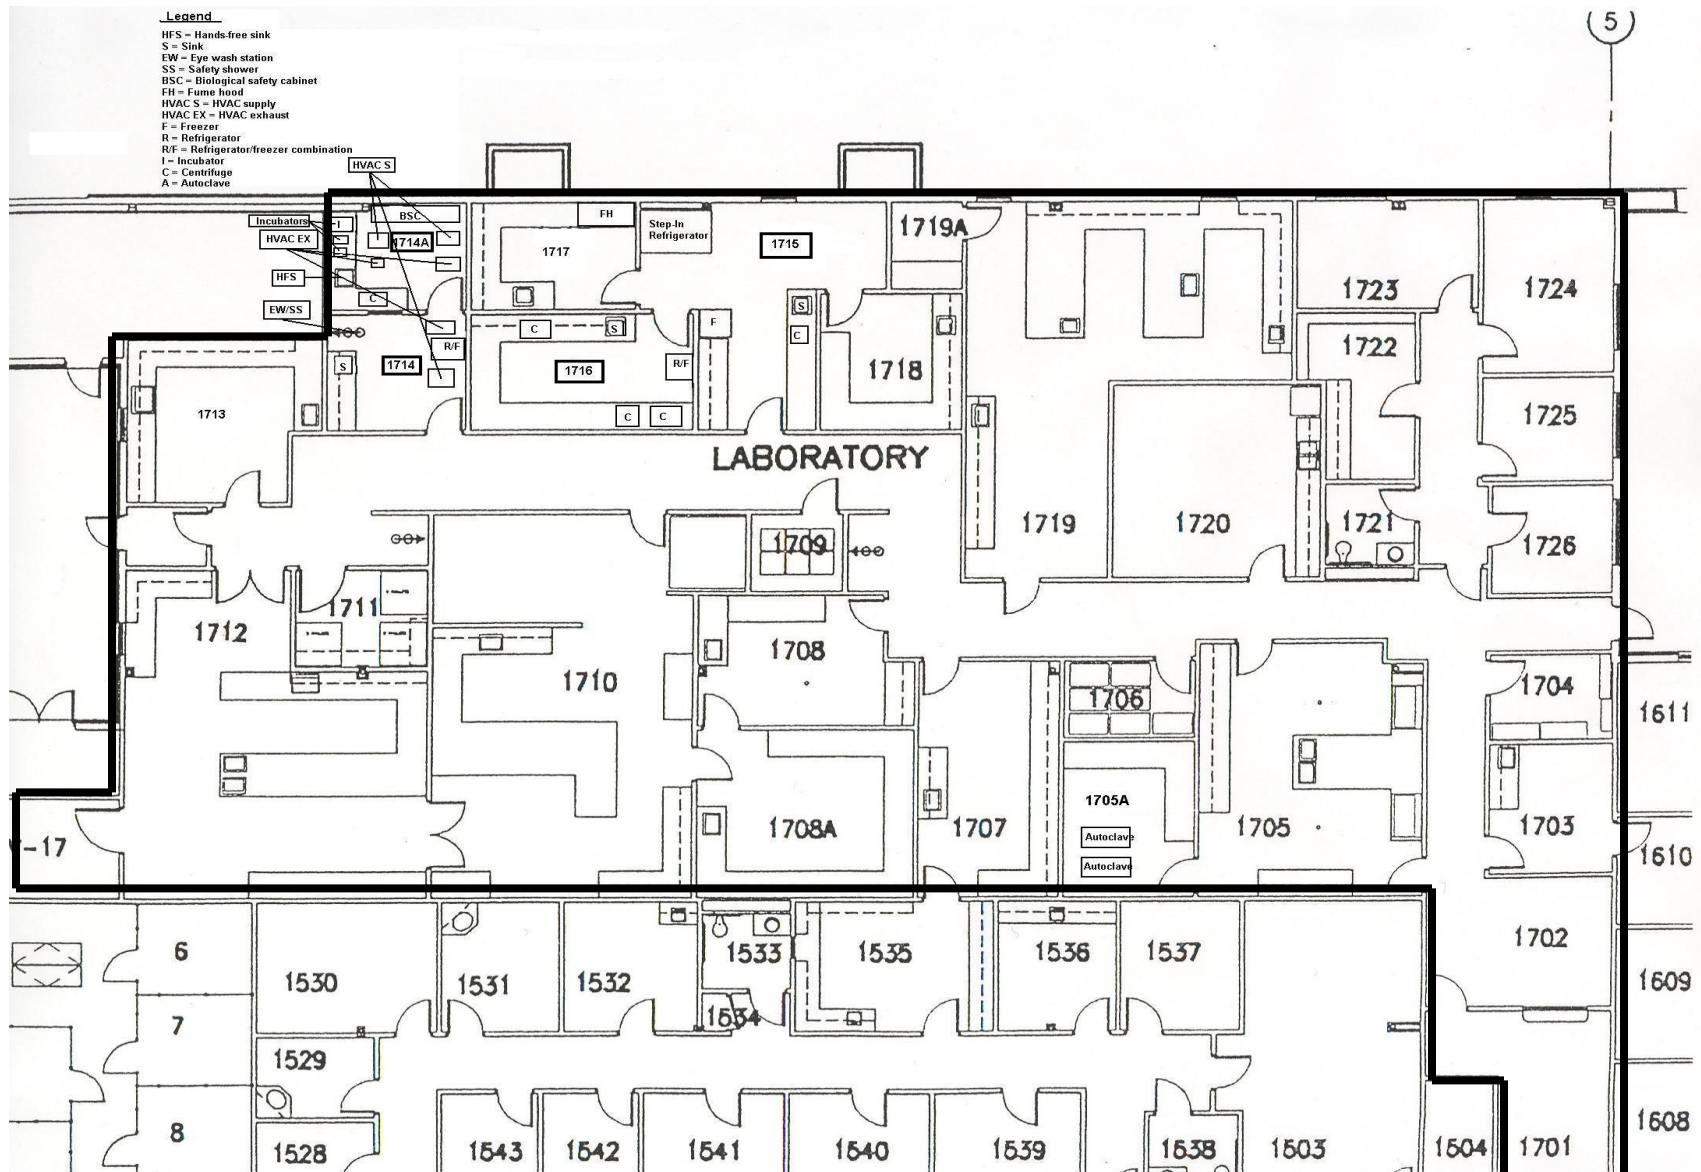 Legend
HFS = Hands-free sink
S = Sink
EW = Eye wash station
SS = Safety shower
BSC = Biological safety cabinet
FH = Fume hood
HVAC S = HVAC supply
HVAC EX = HVAC exhaust
F = Freezer
R = Refrigerator
R/F = Refrigerator/freezer combination
I = Incubator
C = Centrifuge
A = Autoclave
5
HVAC S
Incubators
I
BSC
HVAC EX
1714A
HFS
C
EW/SS
R/F
S
1714
1717
FH
Step-In
Refrigerator
1715
1719A
C
S
R/F
1716
C
C
F
S
C
1718
1723
1724
1722
1713
1725
LABORATORY
1719
1720
1721
1726
1709
1711
1712
1710
1708
1706
1704
1611
1708A
1707
1705A
Autoclave
Autoclave
1705
1703
-17
1610
1702
6
1530
1531
1532
1533
1534
1535
1536
1537
1609
7
1529
8
1528
1543
1542
1541
1540
1539
1538
1503
1504
1701
1608